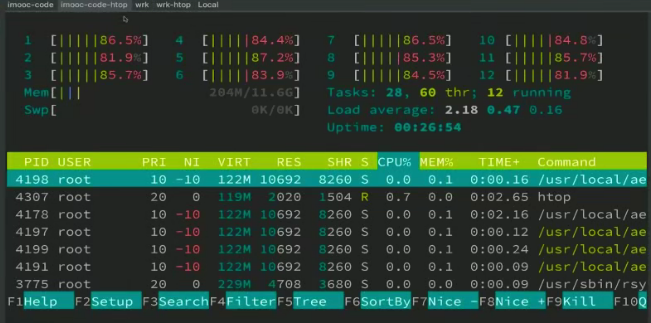 imooc-code imooc-code-htop wrk wrk-htop Local
1 [|||||86.5%] 4 [|||||84.4%] 7 [|||||86.5%] 10 [|||||84.8%]
2 [|||||81.9%] 5 [|||||87.2%] 8 [|||||85.3%] 11 [|||||85.7%]
3 [|||||85.7%] 6 [|||||83.9%] 9 [|||||84.5%] 12 [|||||81.9%]
Mem[||| 204M/11.6G] Tasks: 28, 60 thr; 12 running
Swp[ 0K/0K] Load average: 2.18 0.47 0.16
Uptime: 00:26:54
PID USER PRI NI VIRT RES SHR S CPU% MEM% TIME+ Command
4198 root 10 -10 122M 10692 8260 S 0.0 0.1 0:00.16 /usr/local/ae
4307 root 20 0 119M 2020 1504 R 0.7 0.0 0:02.65 htop
4178 root 10 -10 122M 10692 8260 S 0.0 0.1 0:02.16 /usr/local/ae
4197 root 10 -10 122M 10692 8260 S 0.0 0.1 0:00.12 /usr/local/ae
4199 root 10 -10 122M 10692 8260 S 0.0 0.1 0:00.24 /usr/local/ae
4191 root 10 -10 122M 10692 8260 S 0.0 0.1 0:00.09 /usr/local/ae
3775 root 20 0 229M 4708 3680 S 0.0 0.0 0:00.09 /usr/sbin/rsy
F1Help F2Setup F3SearchF4FilterF5Tree F6SortByF7Nice -F8Nice +F9Kill F10Q